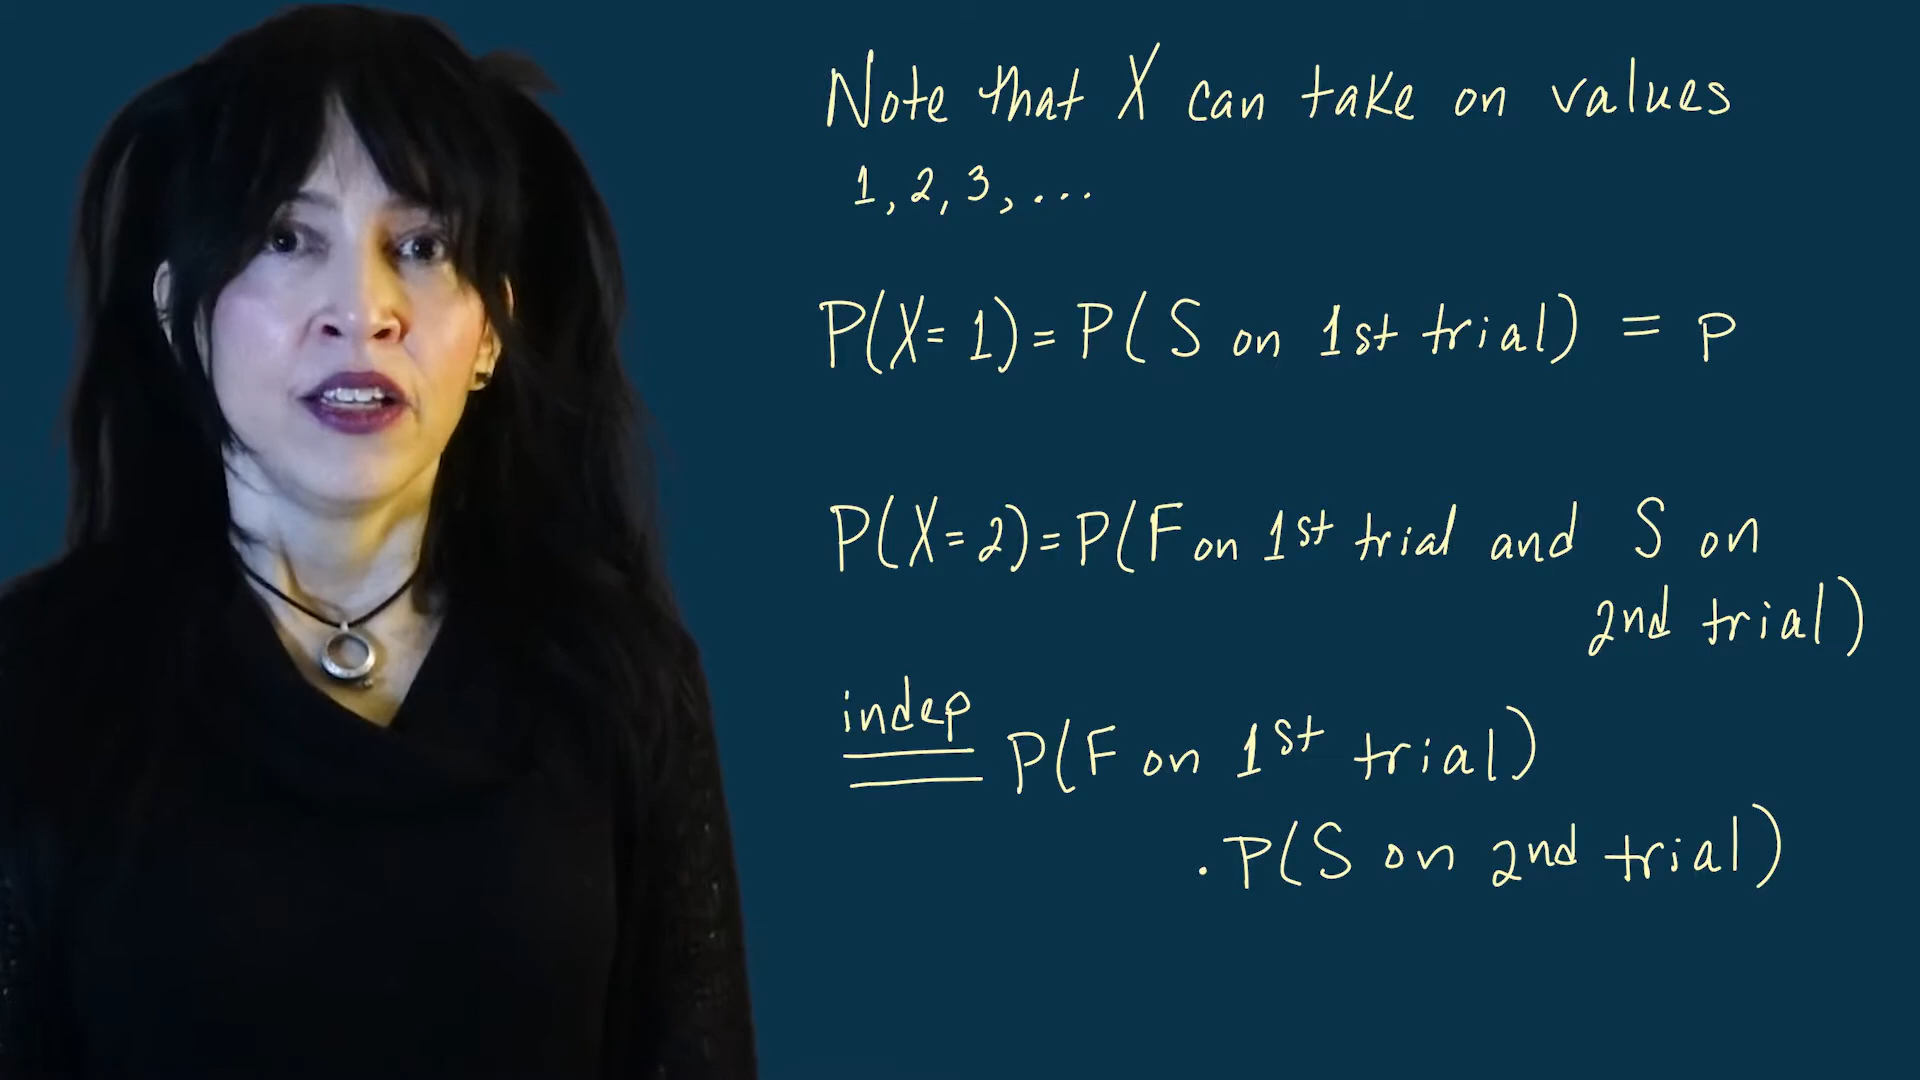 Note that X can take on values
1, 2, 3, ...
P(X=1)=P(S on 1st trial) = p
P(X=2)=P(F on 1st trial and S on
2nd trial)
indep
= P(F on 1st trial)
. P(S on 2nd trial)